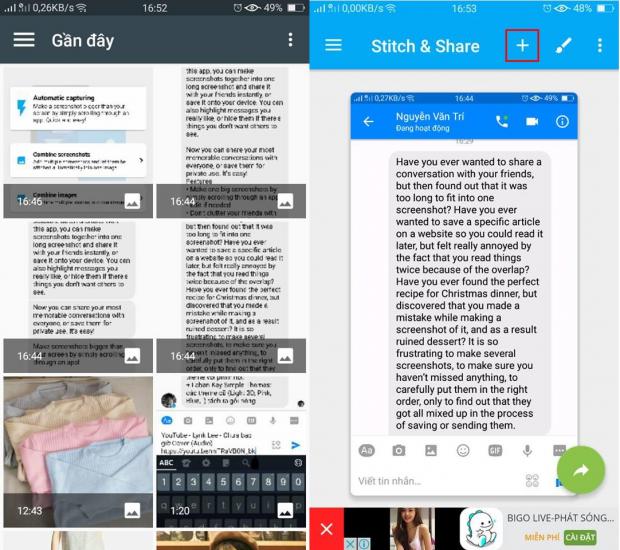 0,26KB/s 16:52 49%
Gần đây
Automatic capturing
Make a screenshot bigger than your
screen by simply scrolling through an
app. Quick and easy!
Combine screenshots
Combine images
16:46
this app, you can make
screenshots together into one
long screenshot and share it
with your friends instantly, or
save it onto your device. You can
also highlight messages you
really like, or hide them if there's
things you don't want others to
see.
Now you can share your most
memorable conversations with
everyone, or save them for
private use. It's easy!
Features
• Make one big screenshots by
simply scrolling through an app
• Edit if needed
• Don't clutter your friends with
16:44
this app, you can make
screenshots together into one
long screenshot and share it
with your friends instantly, or
save it onto your device. You can
also highlight messages you
really like, or hide them if there's
things you don't want to see.
Now you can share your most
memorable conversations with
everyone, or save them for
private use. It's easy!
Make screenshots bigger than
your screen by simply scrolling
through an app!
16:44
but then found out that it was
too long to fit into one
screenshot? Have you ever
wanted to save a specific article
on a website so you could read it
later, but felt really annoyed by
the fact that you read things
twice because of the overlap?
Have you ever found the perfect
recipe for Christmas dinner, but
discovered that you made a
mistake while making a
screenshot of it, and as a result
ruined dessert? It is so
frustrating to make several
screenshots, to make sure you
haven't missed anything, to
carefully put them in the right
order, only to find out that they
16:44
12:43
YouTube - Lynk Lee - Chưa bao
giờ Cover (Audio)
ABC
1 2 3 4 5 6 7 8 9 0
1:20
0,00KB/s 16:53 48%
Stitch & Share
0,27KB/s 16:44 49%
Nguyễn Văn Trí
Đang hoạt động
16:29
Have you ever wanted to share a
conversation with your friends,
but then found out that it was
too long to fit into one
screenshot? Have you ever
wanted to save a specific article
on a website so you could read it
later, but felt really annoyed by
the fact that you read things
twice because of the overlap?
Have you ever found the perfect
recipe for Christmas dinner, but
discovered that you made a
mistake while making a
screenshot of it, and as a result
ruined dessert? It is so
frustrating to make several
screenshots, to make sure you
haven't missed anything, to
carefully put them in the right
order, only to find out that they
got all mixed up in the process
of saving or sending them.
Aa GIF
Viết tin nhắn...
BIGO LIVE-PHÁT SÓNG...
MIỄN PHÍ CÀI ĐẶT